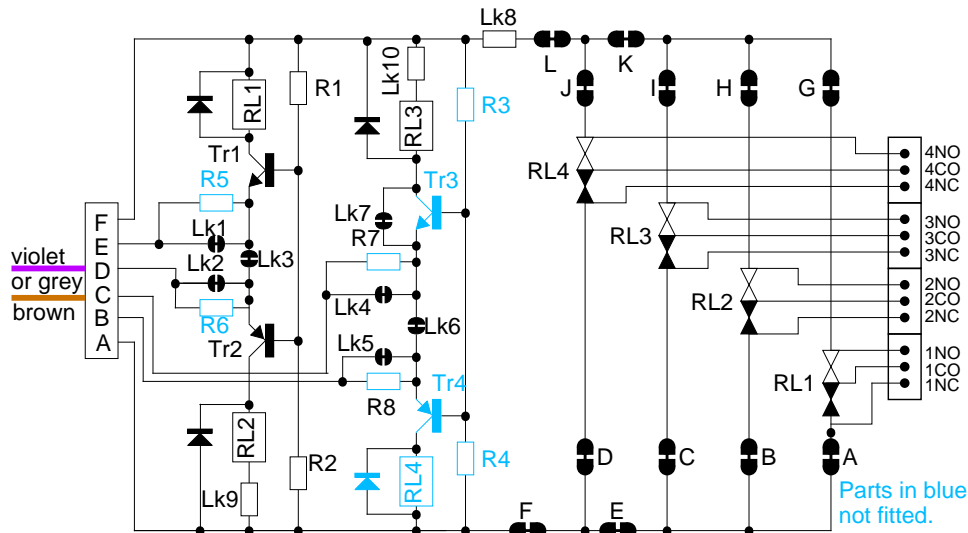 Lk8
L
K
RL1
R1
Lk10
RL3
R3
J
I
H
G
Tr1
R5
Tr3
RL4
4NO
4CO
4NC
Lk7
R7
RL3
3NO
3CO
3NC
F
E
D
C
B
A
violet
or grey
brown
Lk1
Lk2
Lk3
R6
Tr2
Lk4
Lk6
Lk5
R8
Tr4
RL2
2NO
2CO
2NC
RL1
1NO
1CO
1NC
RL2
Lk9
R2
RL4
R4
D
C
B
A
F
E
Parts in blue
not fitted.